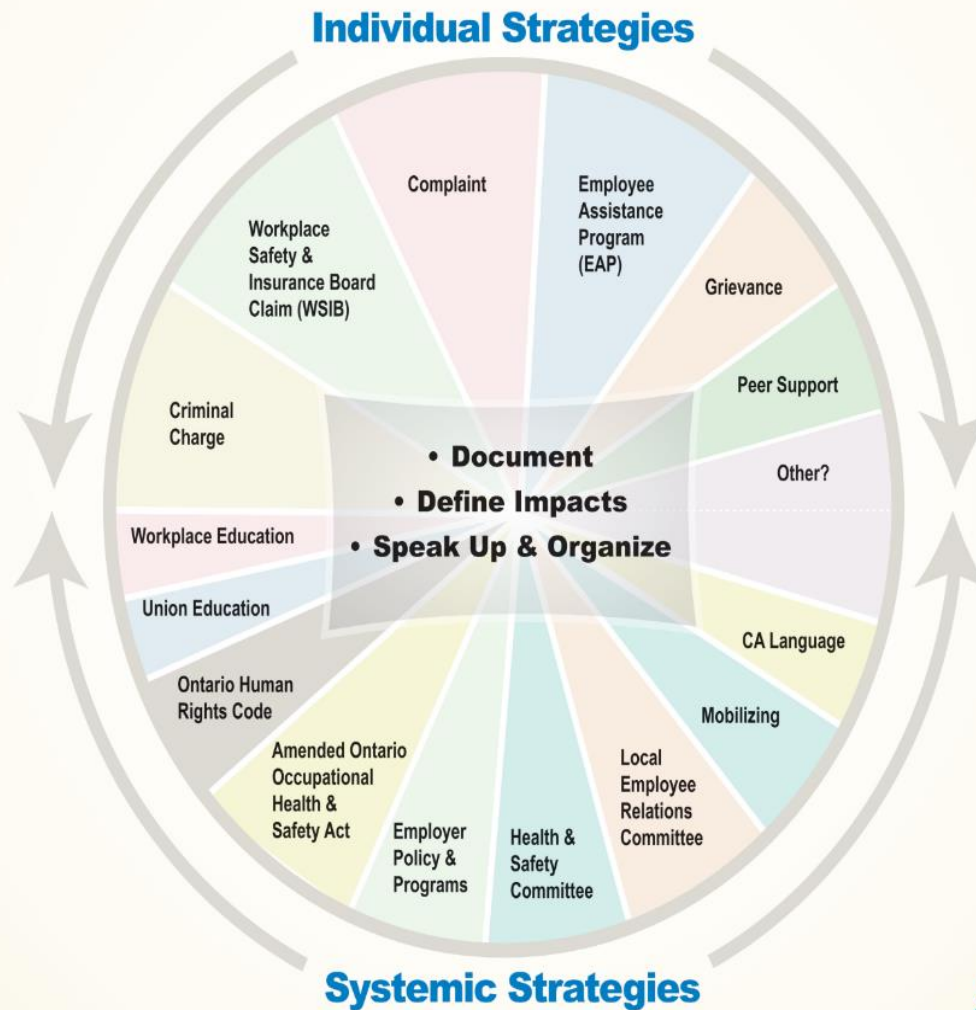 Individual Strategies
Complaint
Employee
Assistance
Program
(EAP)
Grievance
Peer Support
Other?
Workplace
Safety &
Insurance Board
Claim (WSIB)
Criminal
Charge
• Document
• Define Impacts
• Speak Up & Organize
Workplace Education
Union Education
Ontario Human
Rights Code
Amended Ontario
Occupational
Health &
Safety Act
Employer
Policy &
Programs
Health &
Safety
Committee
Local
Employee
Relations
Committee
Mobilizing
CA Language
Systemic Strategies